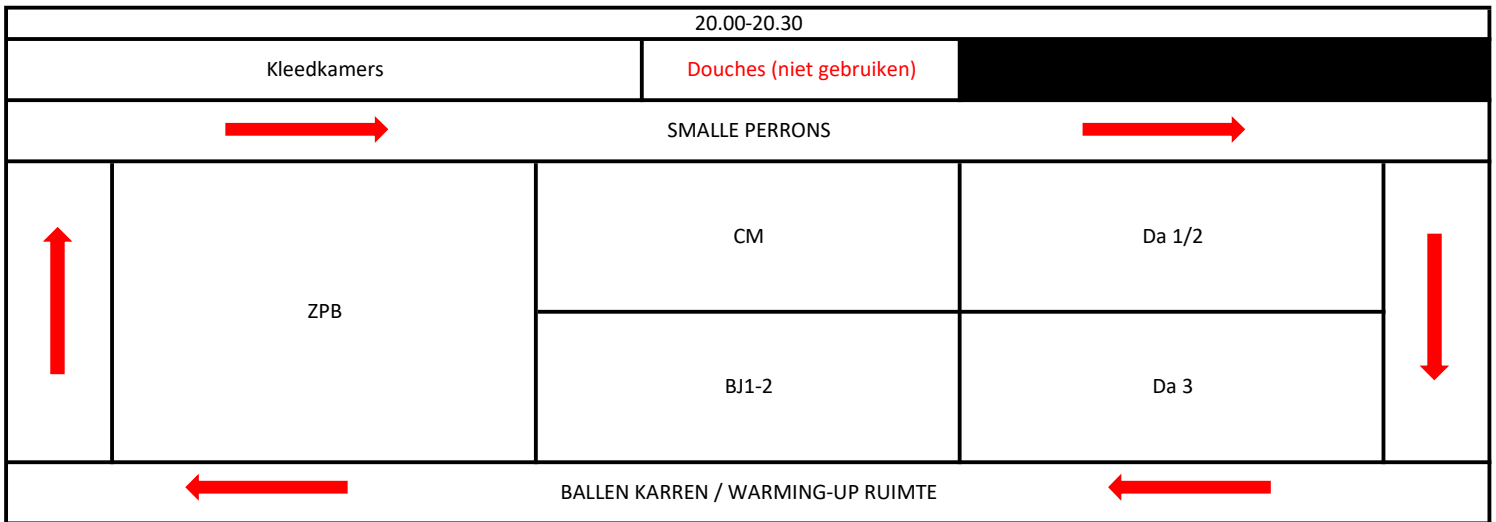 20.00-20.30
Kleedkamers
Douches (niet gebruiken)
SMALLE PERRONS
ZPB
CM
Da 1/2
BJ1-2
Da 3
BALLEN KARREN / WARMING-UP RUIMTE